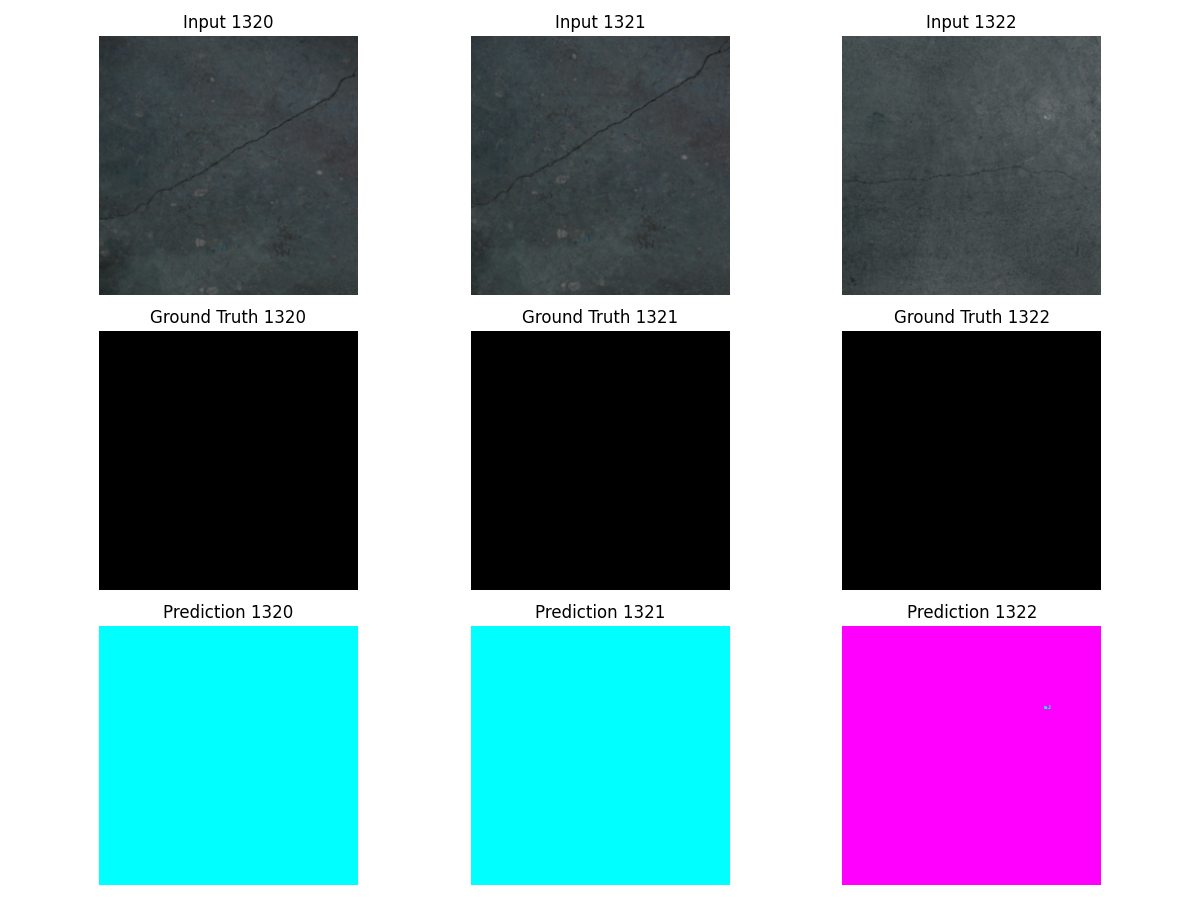 Input 1320
Input 1321
Input 1322
Ground Truth 1320
Ground Truth 1321
Ground Truth 1322
Prediction 1320
Prediction 1321
Prediction 1322